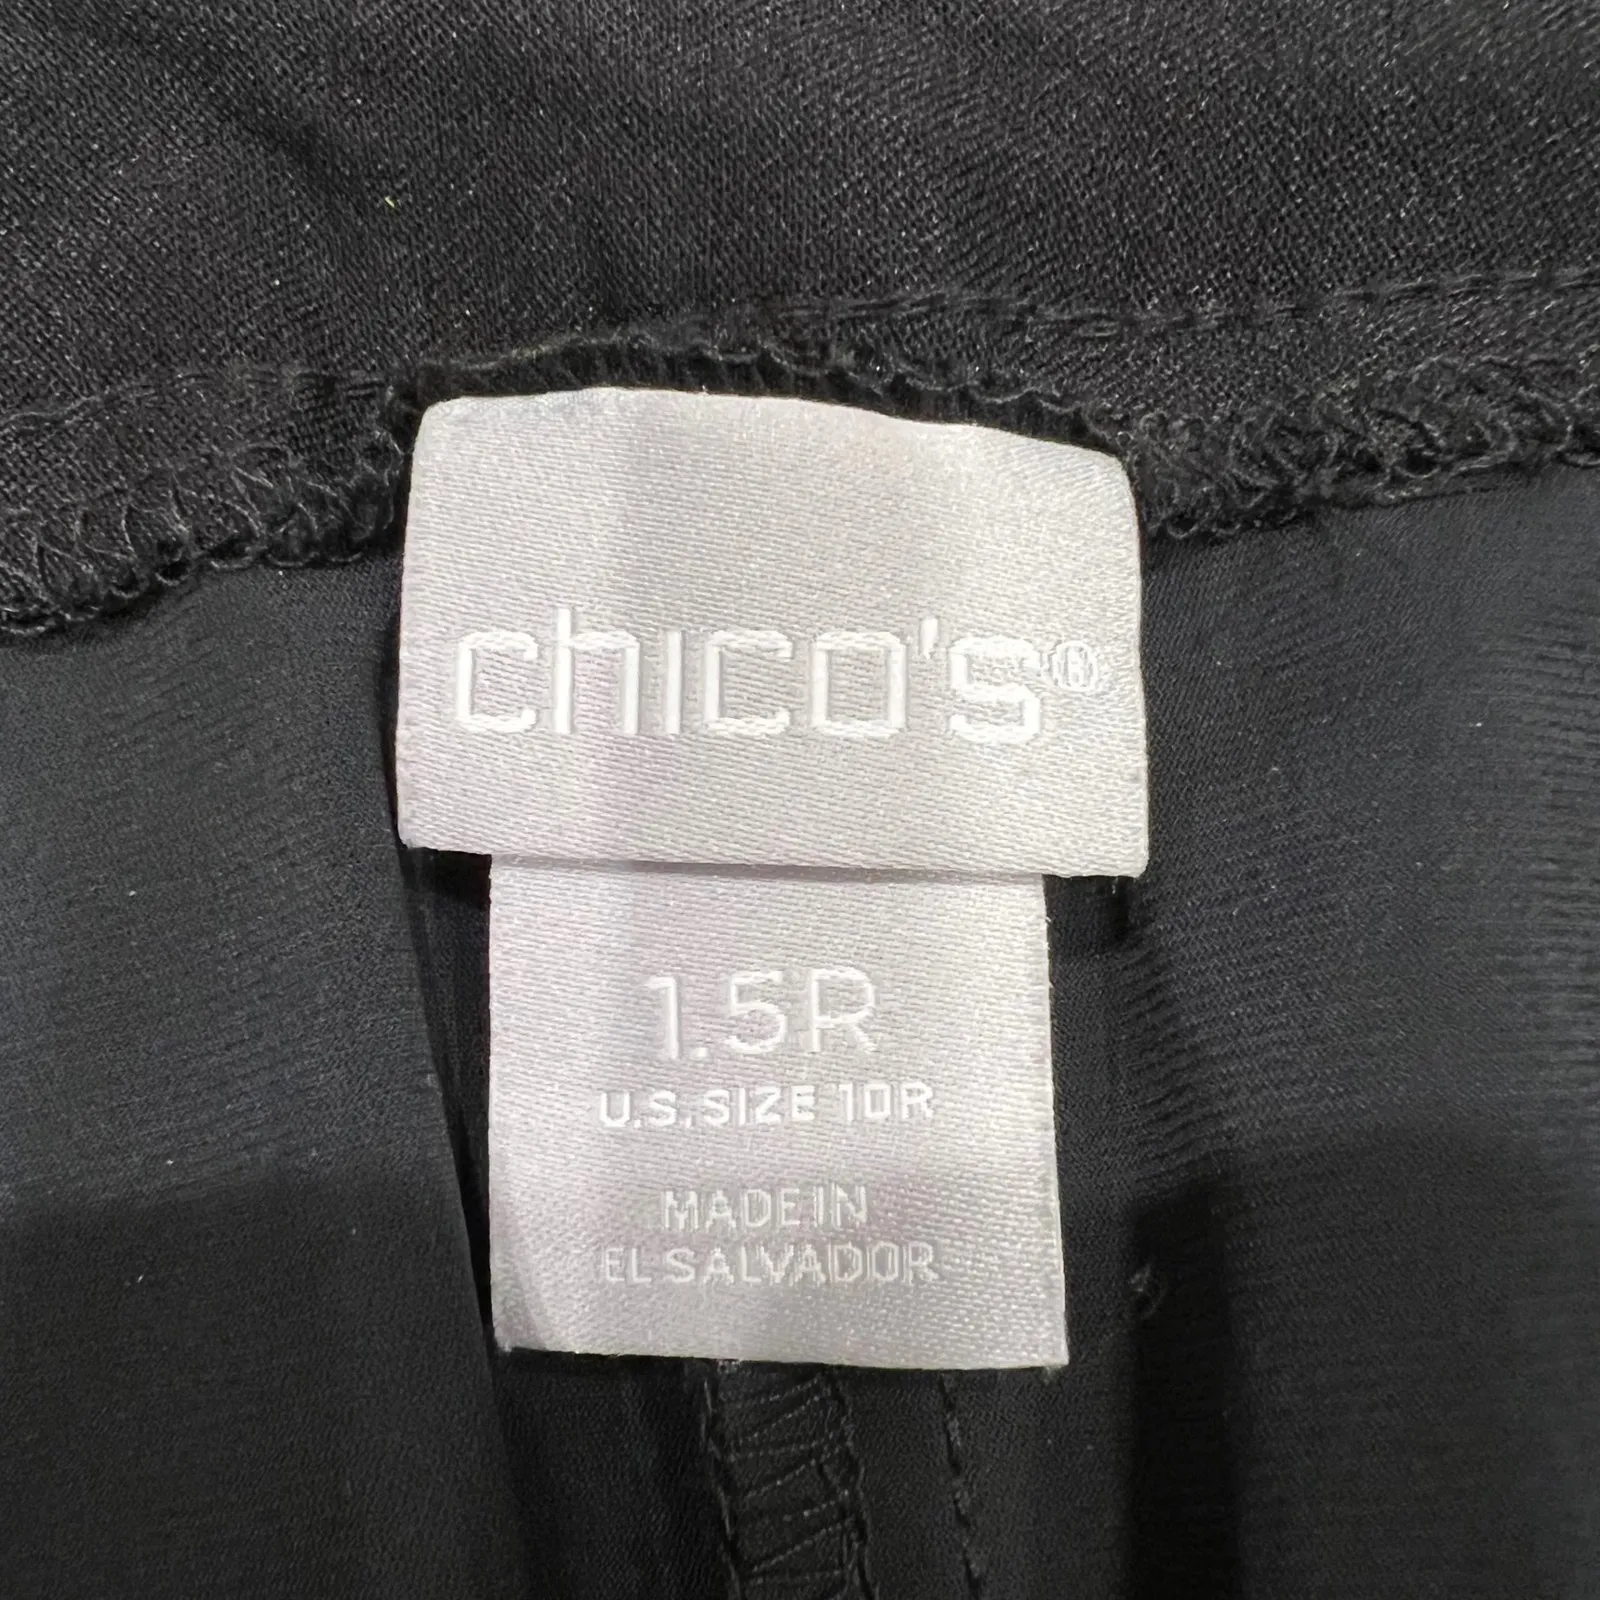 chico's®
1.5R
U.S. SIZE 10R
MADE IN
EL SALVADOR